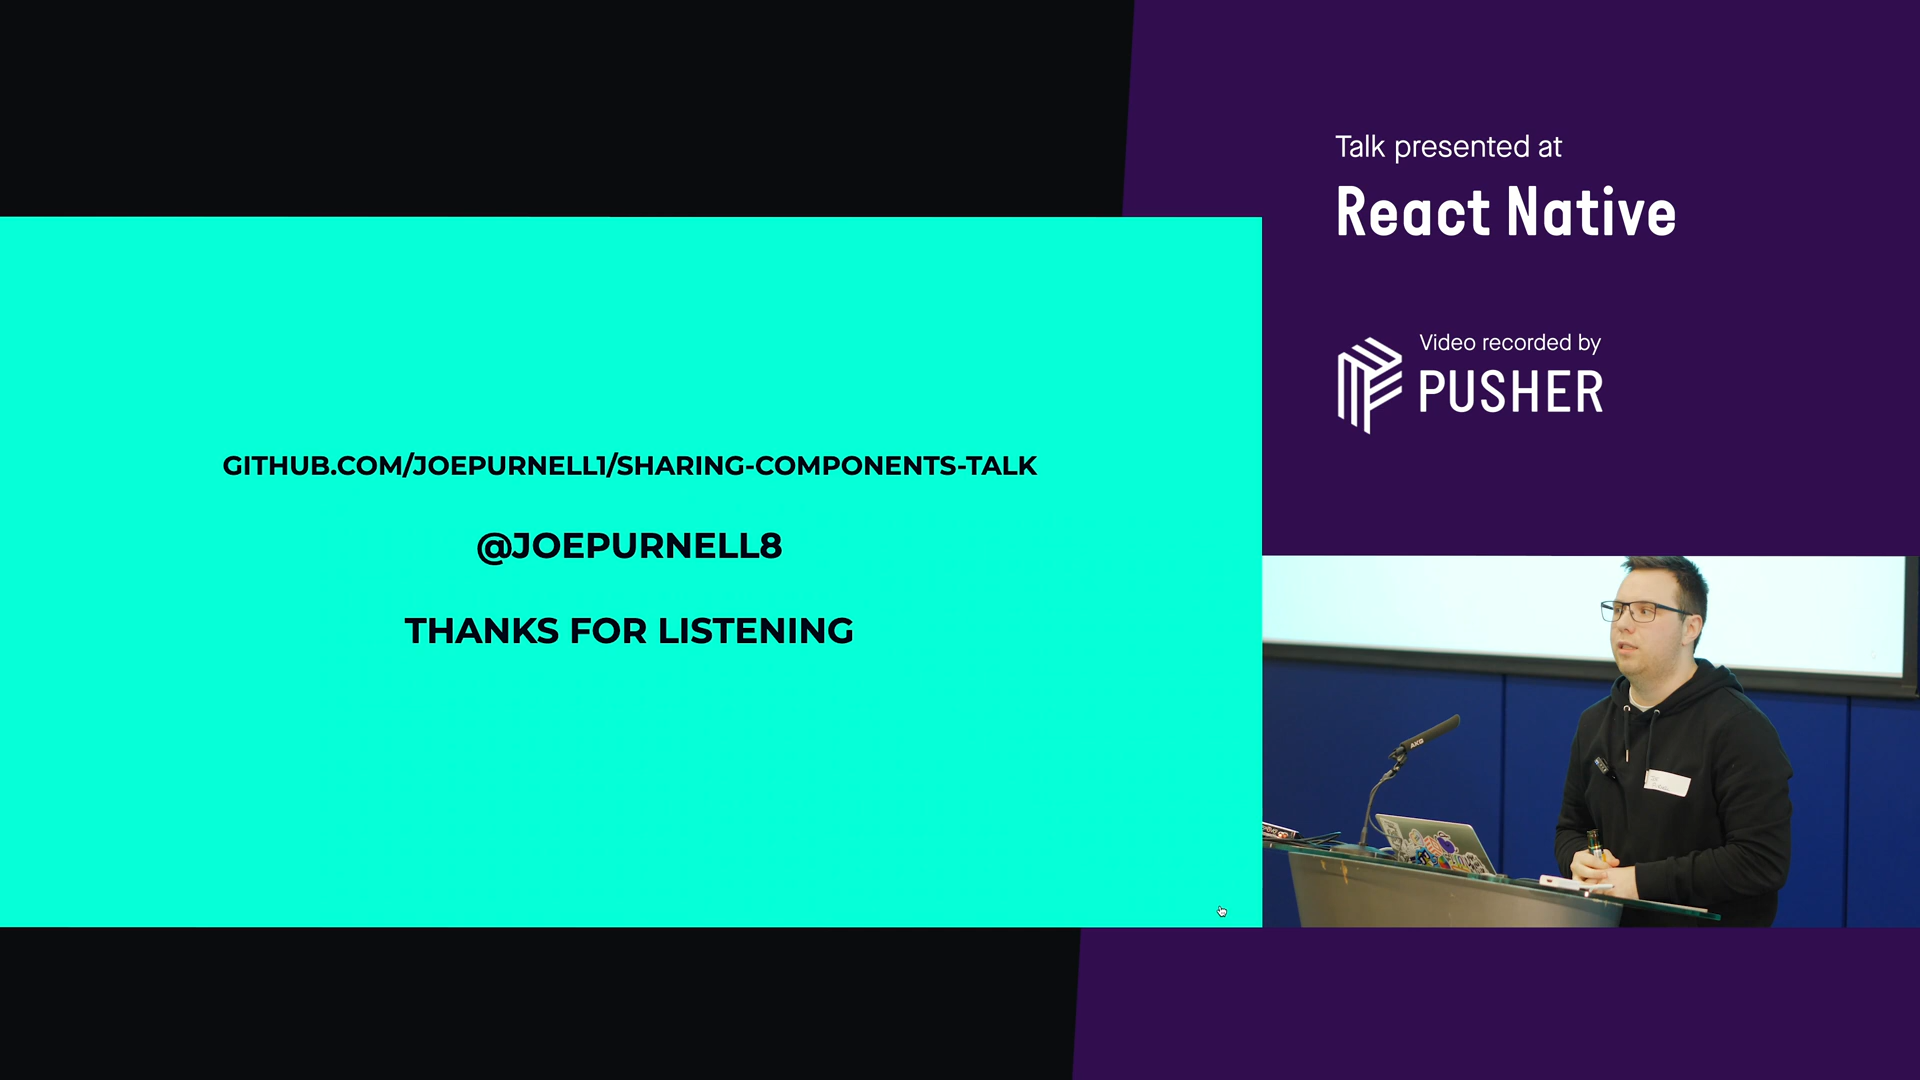 GITHUB.COM/JOEPURNELL1/SHARING-COMPONENTS-TALK
@JOEPURNELL8
THANKS FOR LISTENING
Talk presented at
React Native
Video recorded by
PUSHER
AKG